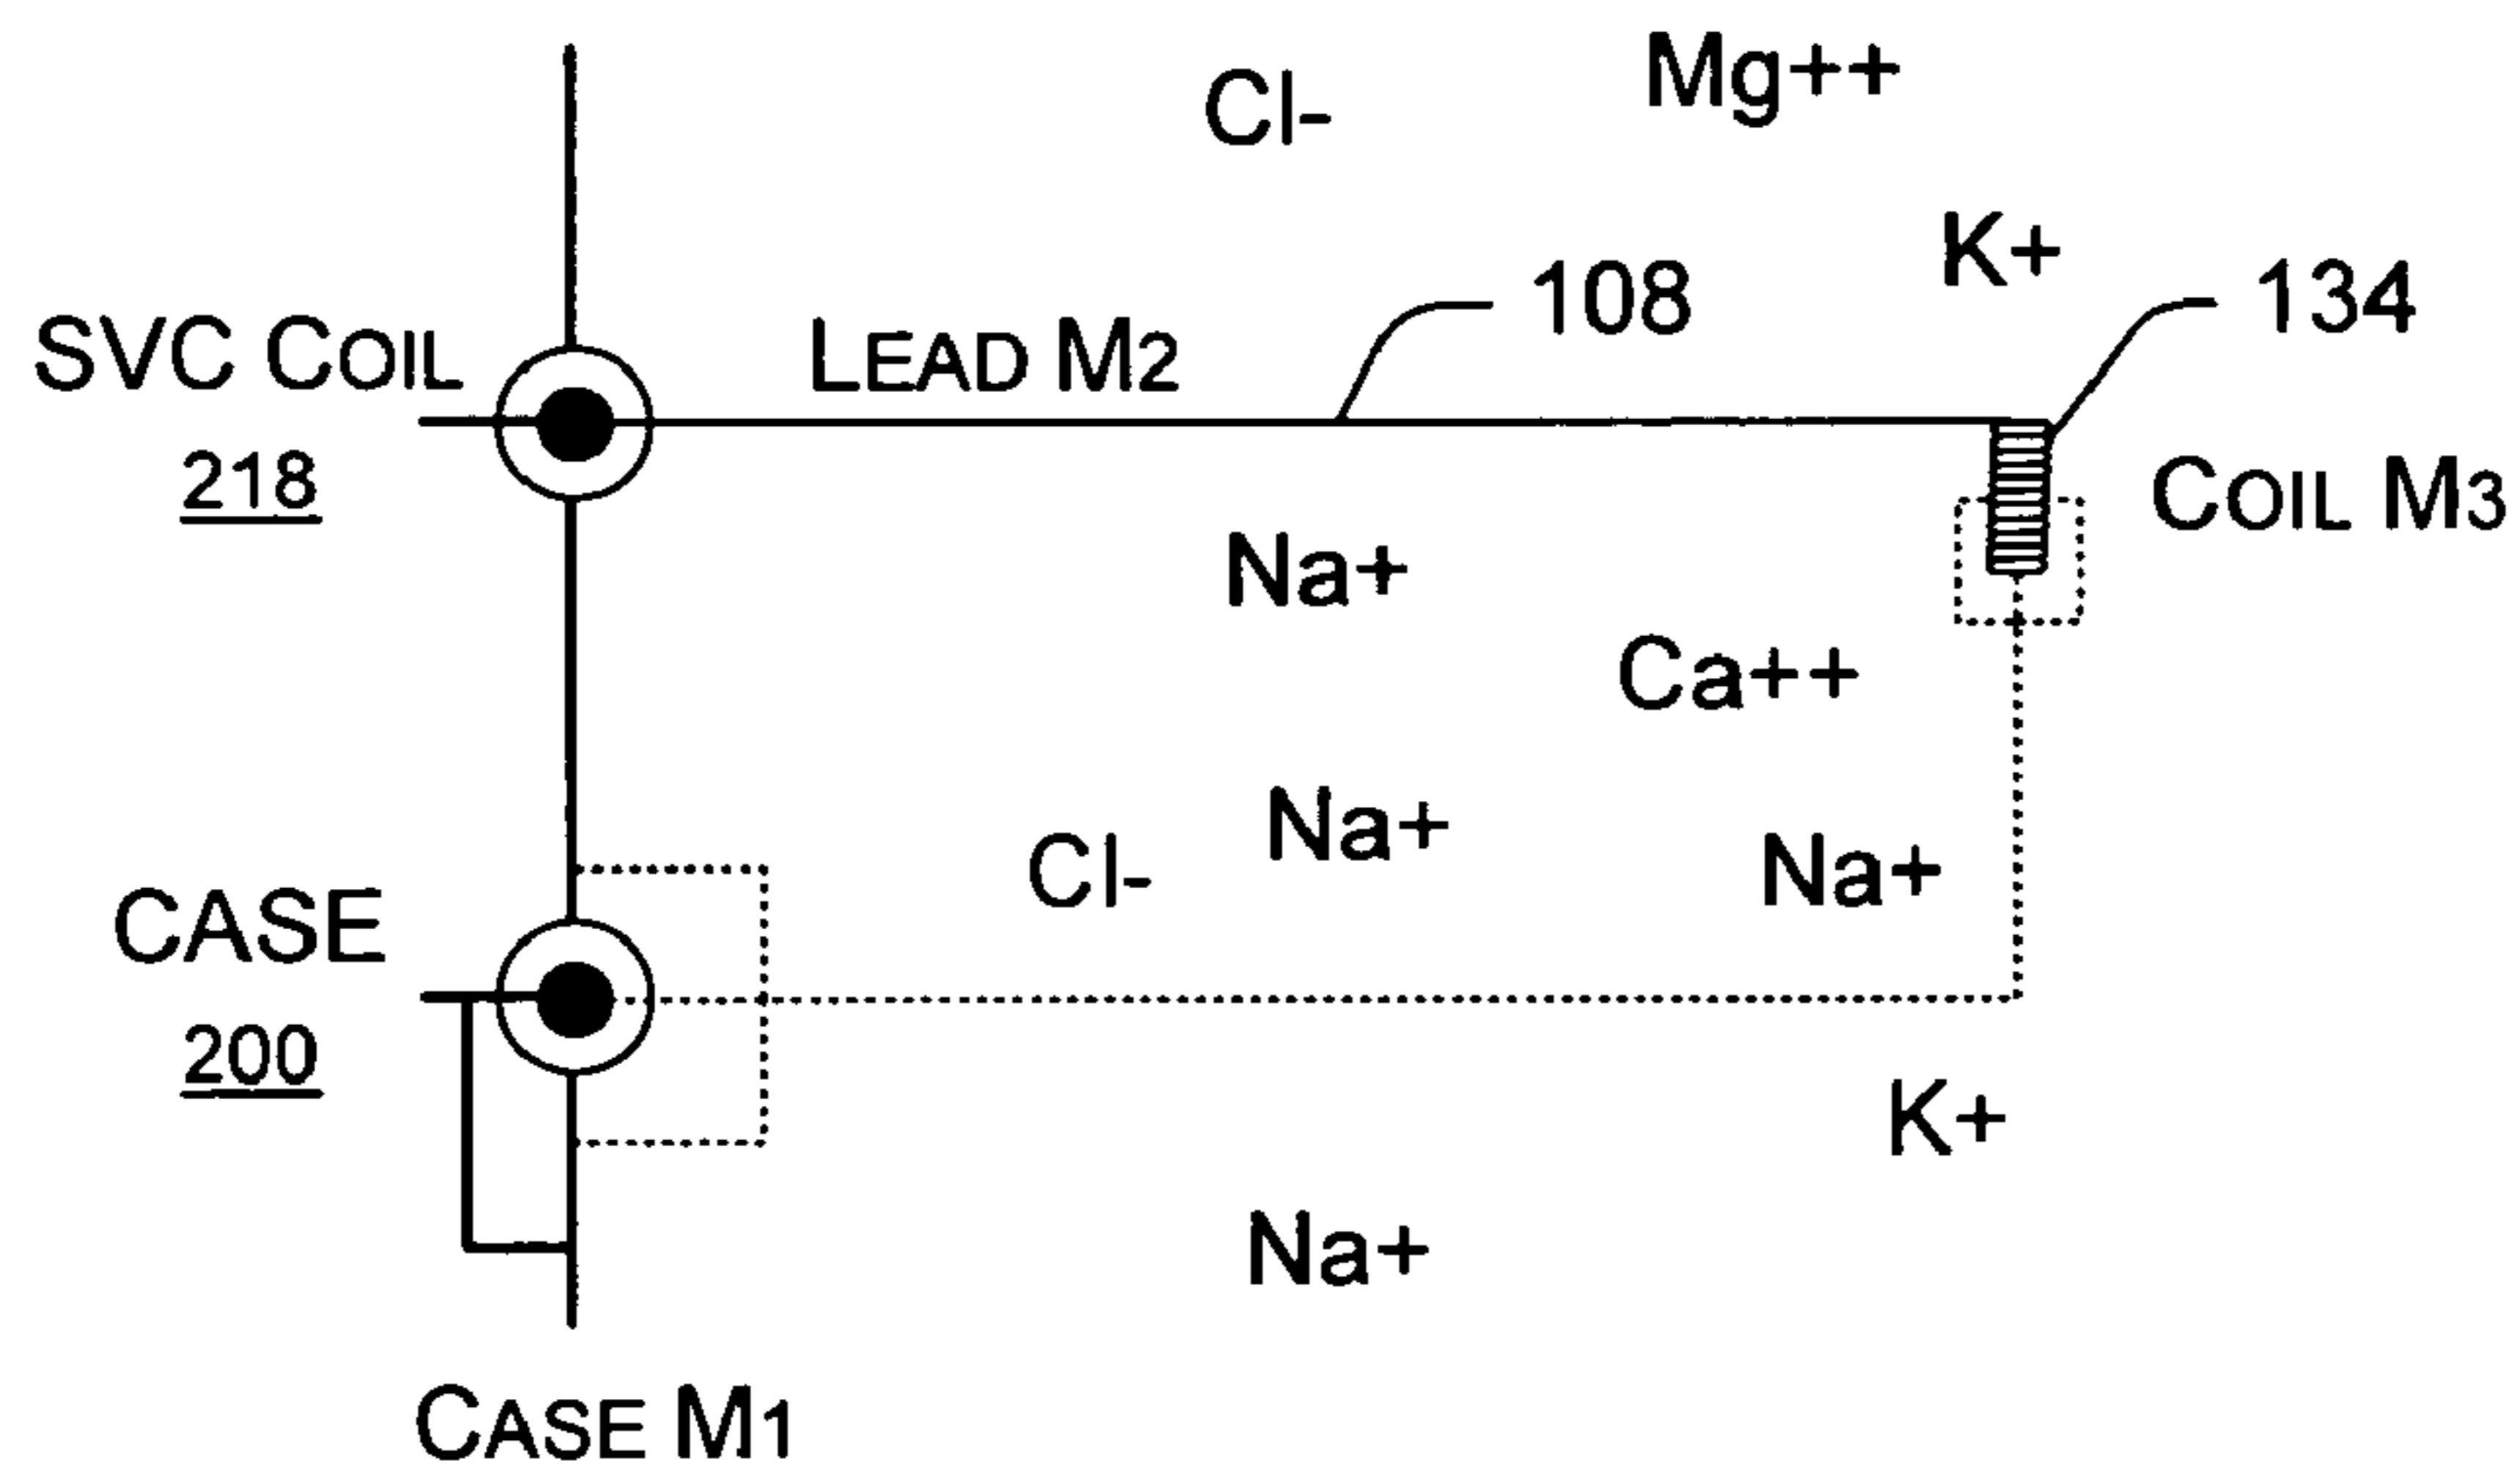 Cl-
Mg++
K+
SVC COIL
218
LEAD M2
108
134
COIL M3
Na+
Ca++
Na+
Cl-
Na+
CASE
200
K+
Na+
CASE M1